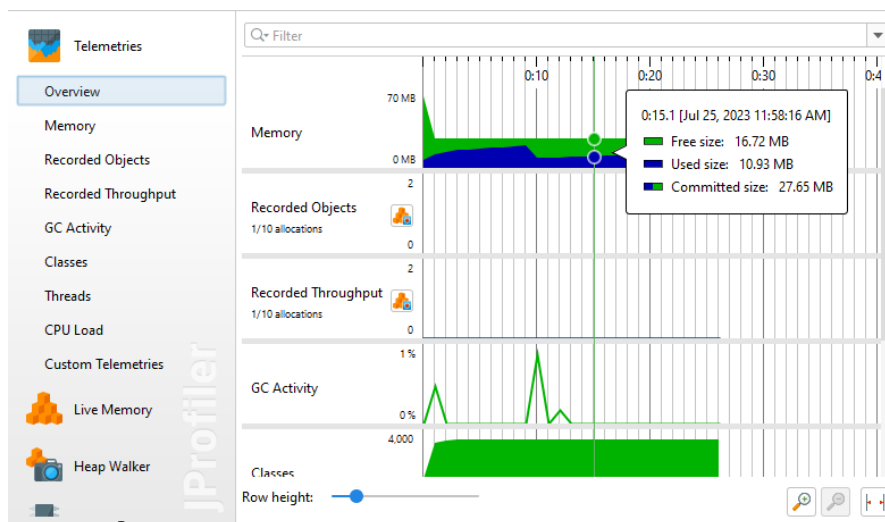 Telemetries
Overview
Memory
Recorded Objects
Recorded Throughput
GC Activity
Classes
Threads
CPU Load
Custom Telemetries
Live Memory
Heap Walker
JProfiler
Filter
0:10
0:20
0:30
0:4
Memory
70 MB
0 MB
0:15.1 [Jul 25, 2023 11:58:16 AM]
Free size: 16.72 MB
Used size: 10.93 MB
Committed size: 27.65 MB
Recorded Objects
1/10 allocations
2
0
Recorded Throughput
1/10 allocations
2
0
GC Activity
1 %
0 %
Classes
4,000
Row height: